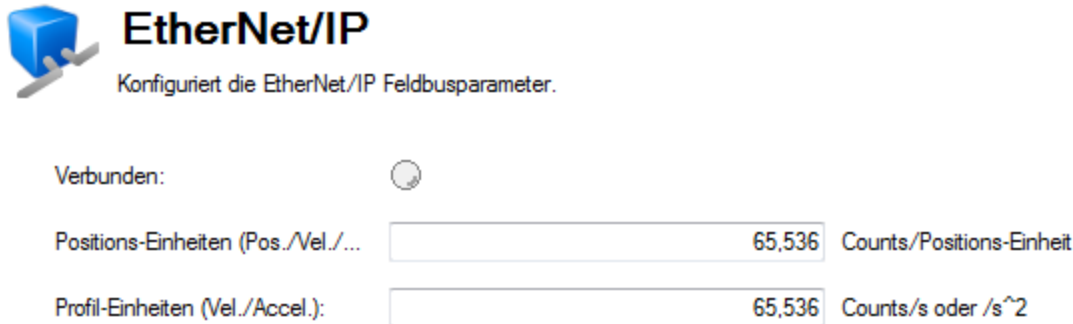 EtherNet/IP
Konfiguriert die EtherNet/IP Feldbusparameter.
Verbunden:
Positions-Einheiten (Pos./Vel./... 65,536 Counts/Positions-Einheit
Profil-Einheiten (Vel./Accel.): 65,536 Counts/s oder /s^2